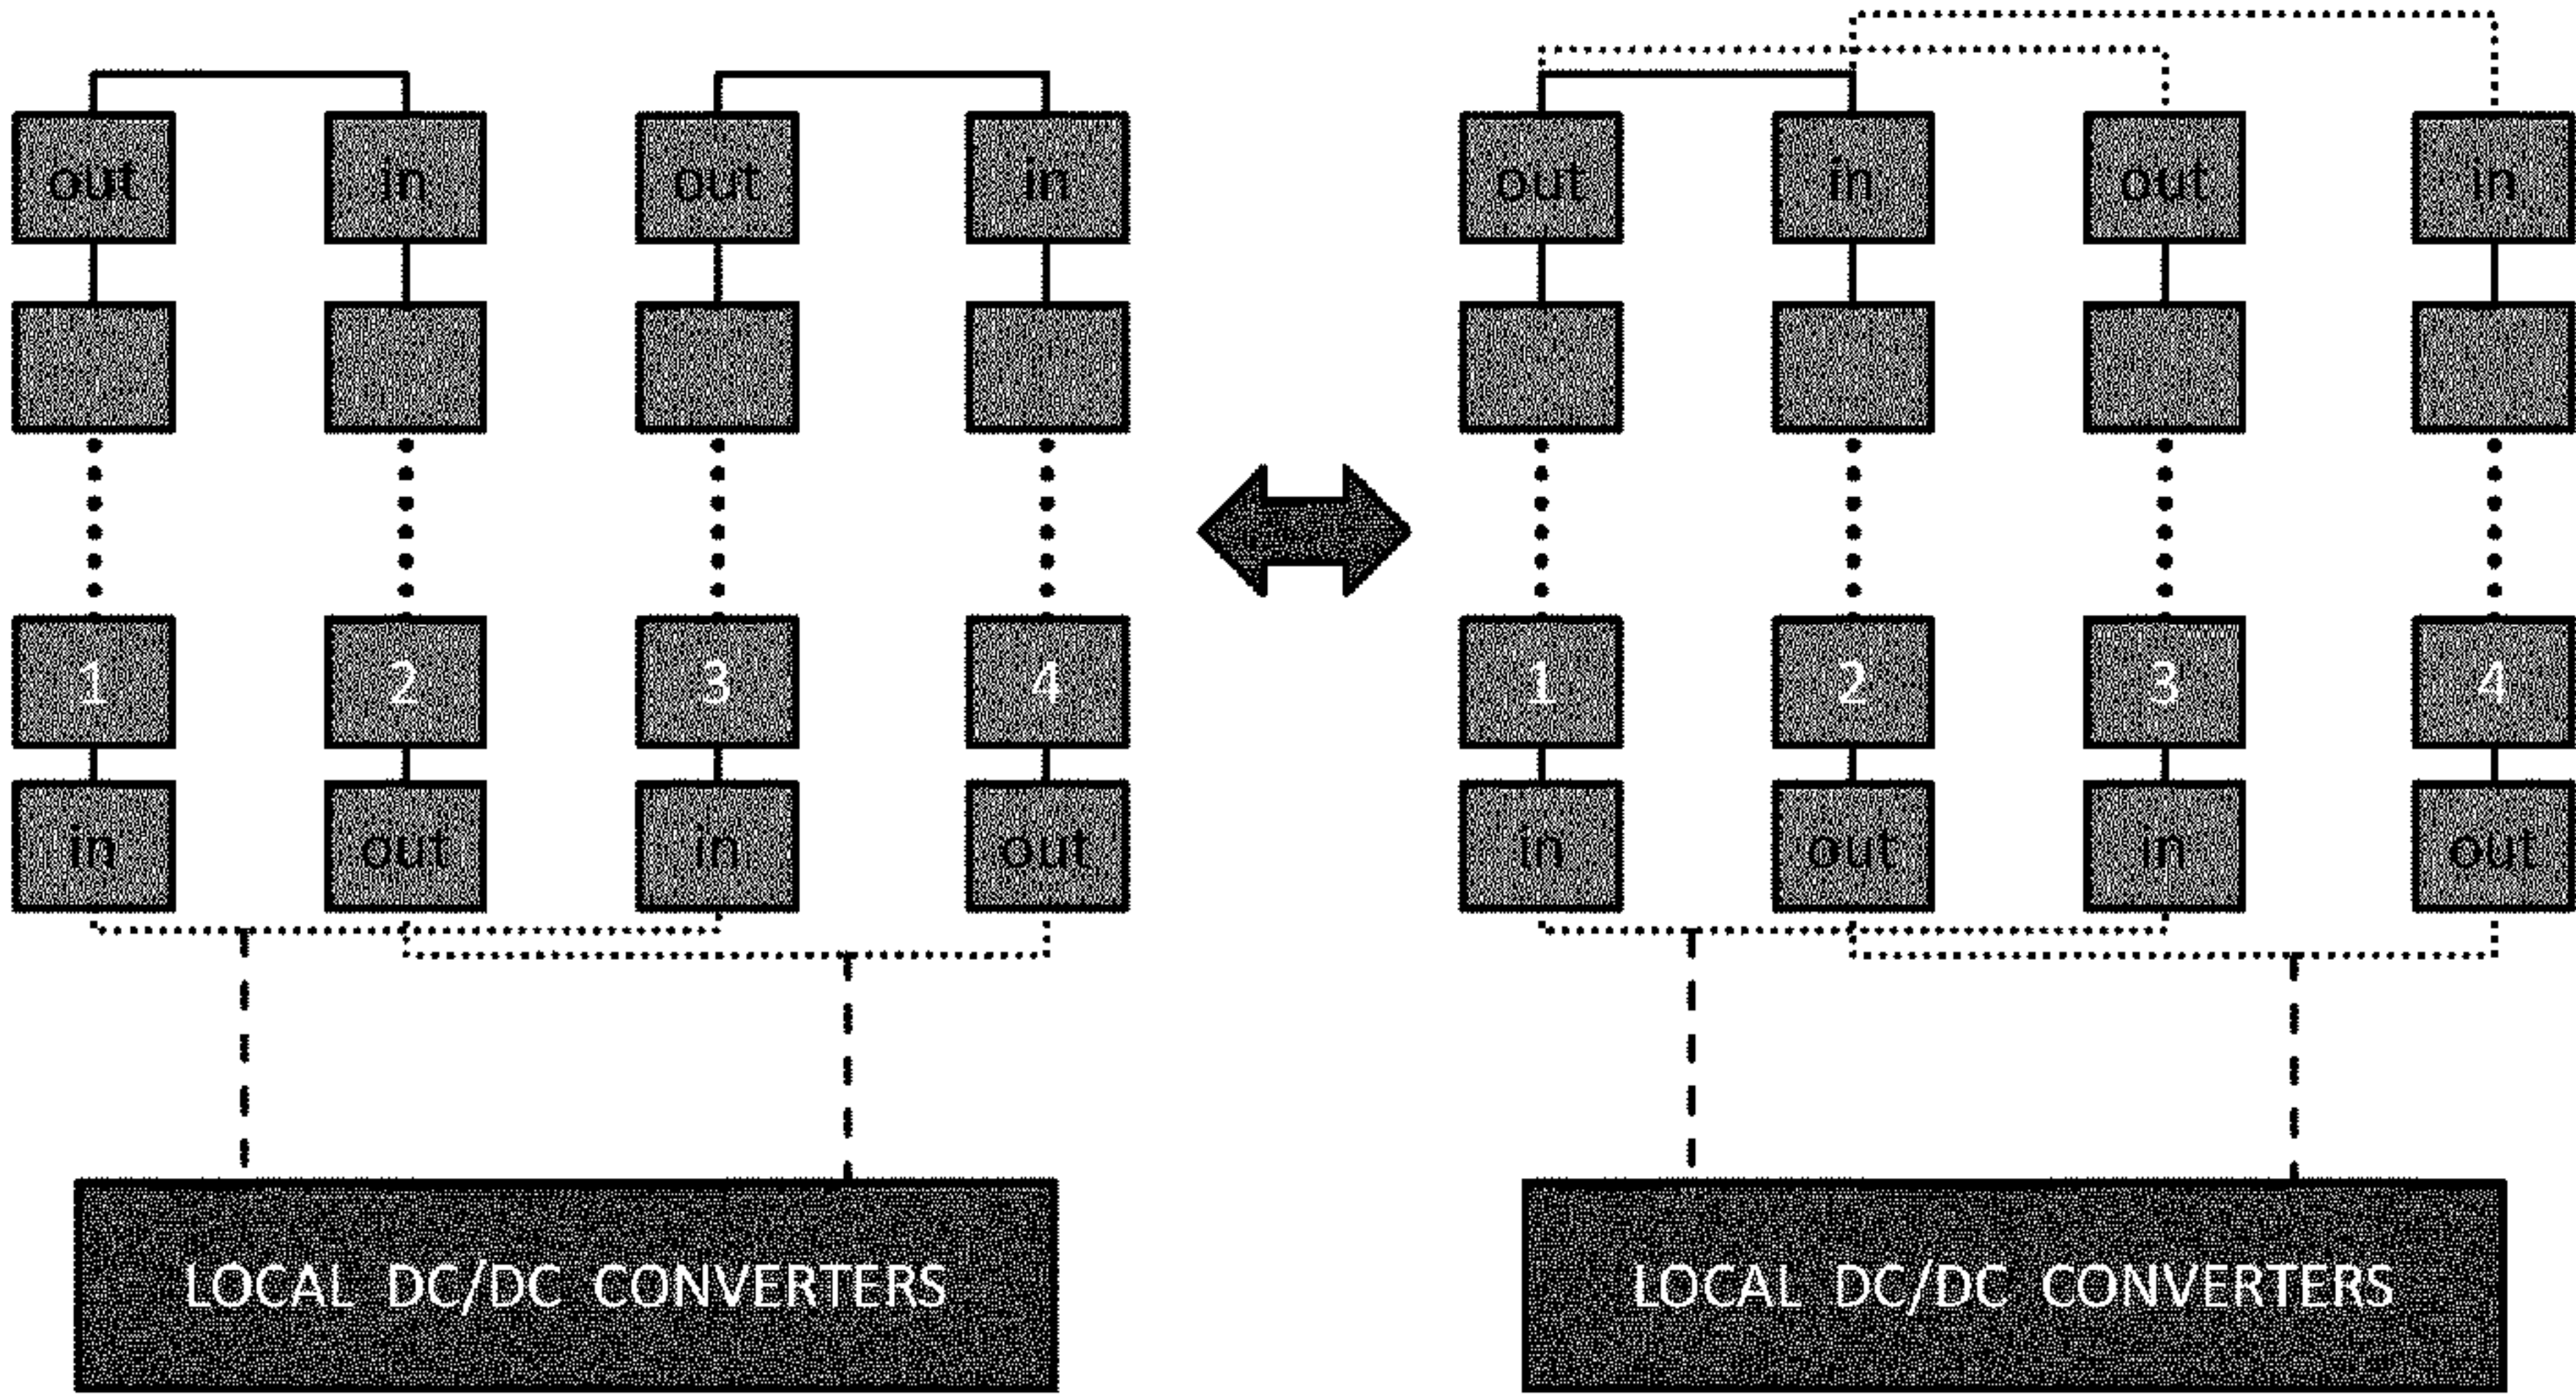 out in out in out in out in
1 2 3 4 1 2 3 4
in out in out in out in out
LOCAL DC/DC CONVERTERS LOCAL DC/DC CONVERTERS